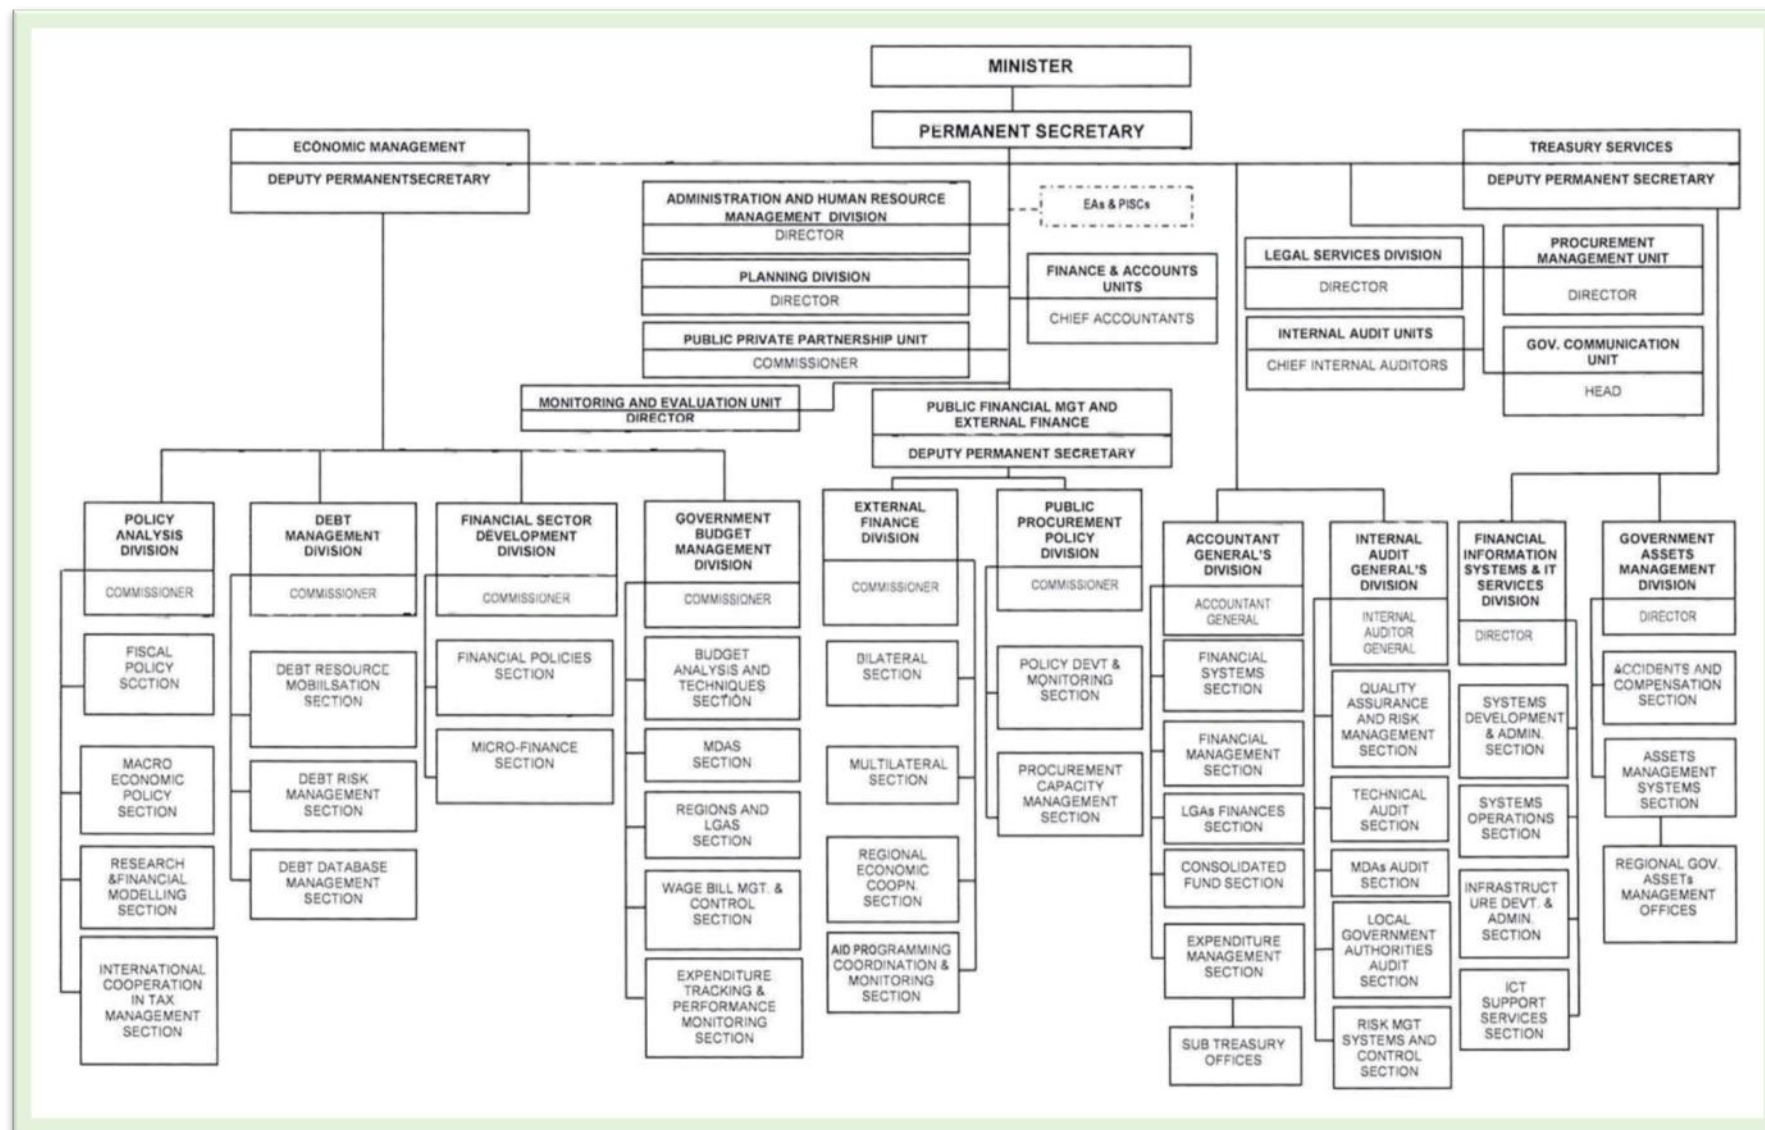 MINISTER
PERMANENT SECRETARY
ECONOMIC MANAGEMENT
DEPUTY PERMANENTSECRETARY
TREASURY SERVICES
DEPUTY PERMANENT SECRETARY
ADMINISTRATION AND HUMAN RESOURCE
MANAGEMENT DIVISION
DIRECTOR
EAs & PISCs
PLANNING DIVISION
DIRECTOR
FINANCE & ACCOUNTS
UNITS
CHIEF ACCOUNTANTS
PUBLIC PRIVATE PARTNERSHIP UNIT
COMMISSIONER
LEGAL SERVICES DIVISION
DIRECTOR
PROCUREMENT
MANAGEMENT UNIT
DIRECTOR
INTERNAL AUDIT UNITS
CHIEF INTERNAL AUDITORS
GOV. COMMUNICATION
UNIT
HEAD
MONITORING AND EVALUATION UNIT
DIRECTOR
PUBLIC FINANCIAL MGT AND
EXTERNAL FINANCE
DEPUTY PERMANENT SECRETARY
POLICY
ANALYSIS
DIVISION
COMMISSIONER
FISCAL
POLICY
SCCTION
MACRO
ECONOMIC
POLICY
SECTION
RESEARCH
&FINANCIAL
MODELLING
SECTION
INTERNATIONAL
COOPERATION
IN TAX
MANAGEMENT
SECTION
DEBT
MANAGEMENT
DIVISION
COMMISSIONER
DEBT RESOURCE
MOBIILSATION
SECTION
DEBT RISK
MANAGEMENT
SECTION
DEBT DATABASE
MANAGEMENT
SECTION
FINANCIAL SECTOR
DEVELOPMENT
DIVISION
COMMISSIONER
FINANCIAL POLICIES
SECTION
MICRO-FINANCE
SECTION
GOVERNMENT
BUDGET
MANAGEMENT
DIVISION
COMMISSIONER
BUDGET
ANALYSIS AND
TECHNIQUES
SECTION
MDAS
SECTION
REGIONS AND
LGAS
SECTION
WAGE BILL MGT. &
CONTROL
SECTION
EXPENDITURE
TRACKING &
PERFORMANCE
MONITORING
SECTION
EXTERNAL
FINANCE
DIVISION
COMMISSIONER
BILATERAL
SECTION
MULTILATERAL
SECTION
REGIONAL
ECONOMIC
COOPN.
SECTION
AID PROGRAMMING
COORDINATION &
MONITORING
SECTION
PUBLIC
PROCUREMENT
POLICY
DIVISION
COMMISSIONER
POLICY DEVT &
MONITORING
SECTION
PROCUREMENT
CAPACITY
MANAGEMENT
SECTION
ACCOUNTANT
GENERAL'S
DIVISION
ACCOUNTANT
GENERAL
FINANCIAL
SYSTEMS
SECTION
FINANCIAL
MANAGEMENT
SECTION
LGAs FINANCES
SECTION
CONSOLIDATED
FUND SECTION
EXPENDITURE
MANAGEMENT
SECTION
SUB TREASURY
OFFICES
INTERNAL
AUDIT
GENERAL'S
DIVISION
INTERNAL
AUDITOR
GENERAL
QUALITY
ASSURANCE
AND RISK
MANAGEMENT
SECTION
TECHNICAL
AUDIT
SECTION
MDAs AUDIT
SECTION
LOCAL
GOVERNMENT
AUTHORITIES
AUDIT
SECTION
RISK MGT
SYSTEMS AND
CONTROL
SECTION
FINANCIAL
INFORMATION
SYSTEMS & IT
SERVICES
DIVISION
DIRECTOR
SYSTEMS
DEVELOPMENT
& ADMIN.
SECTION
SYSTEMS
OPERATIONS
SECTION
INFRASTRUCT
URE DEVT. &
ADMIN.
SECTION
ICT
SUPPORT
SERVICES
SECTION
GOVERNMENT
ASSETS
MANAGEMENT
DIVISION
DIRECTOR
ACCIDENTS AND
COMPENSATION
SECTION
ASSETS
MANAGEMENT
SYSTEMS
SECTION
REGIONAL GOV.
ASSETs
MANAGEMENT
OFFICES